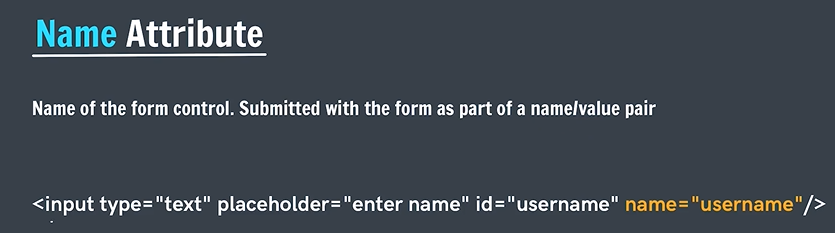 Name Attribute
Name of the form control. Submitted with the form as part of a name/value pair
<input type="text" placeholder="enter name" id="username" name="username"/>